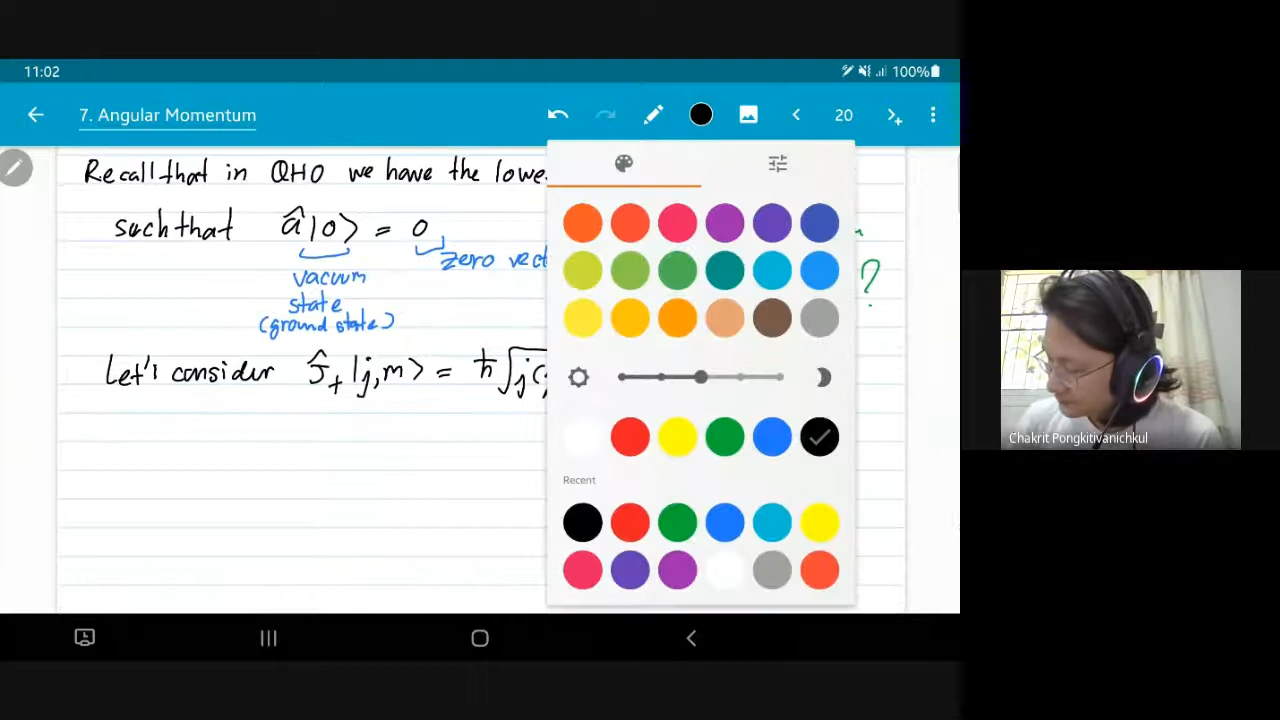 11:02
100%
7. Angular Momentum
20
Recall that in QHO we have the lowe
such that â|0> = 0
zero vect
?
vacuum
state
(ground state)
Let's consider Ĵ₊|j,m> = ħ√j(
Recent
Chakrit Pongkitivanichkul